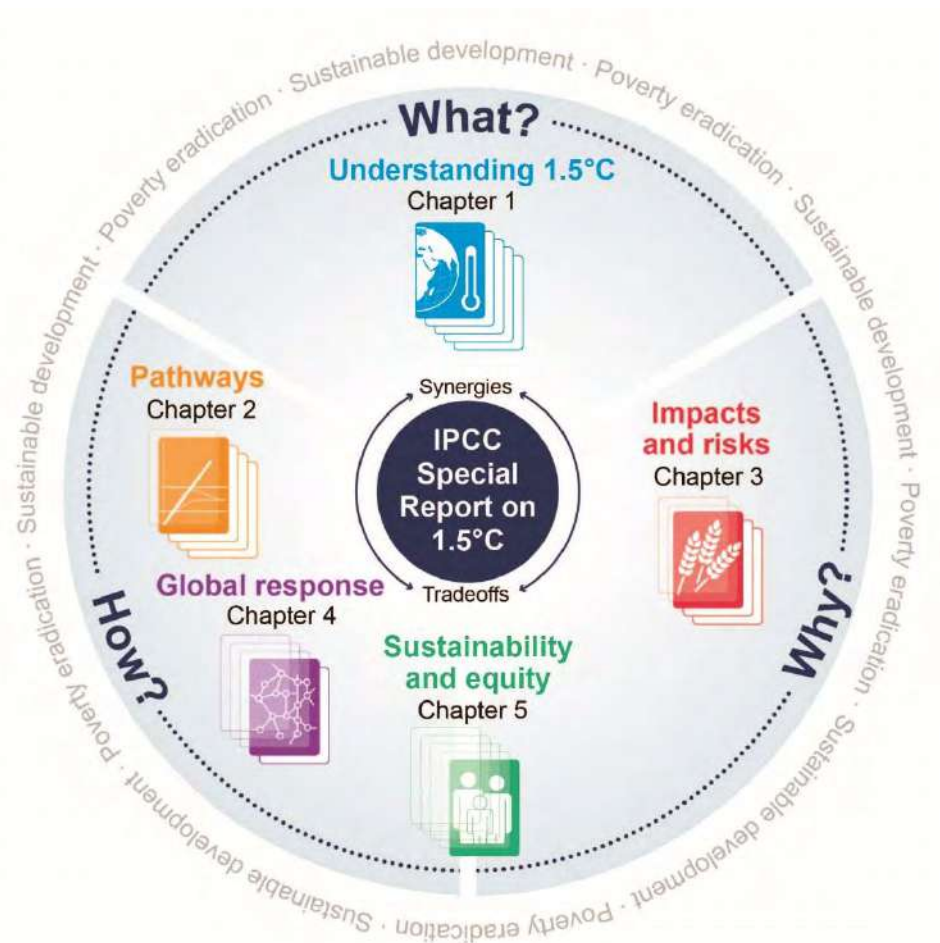 Sustainable development · Poverty eradication · Sustainable development · Poverty eradication · Sustainable development · Poverty eradication · Sustainable development · Poverty eradication · Sustainable development · Poverty eradication · Sustainable development · Poverty eradication ·
What?
Understanding 1.5°C
Chapter 1
Pathways
Chapter 2
Synergies
IPCC
Special
Report on
1.5°C
Tradeoffs
Impacts
and risks
Chapter 3
Why?
How?
Global response
Chapter 4
Sustainability
and equity
Chapter 5